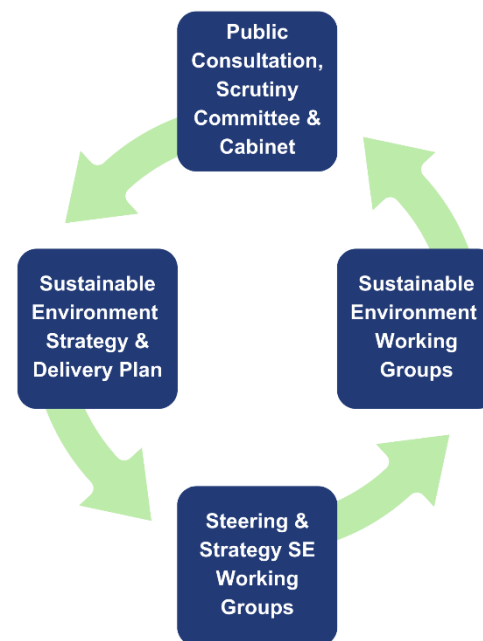 Public
Consultation,
Scrutiny
Committee &
Cabinet
Sustainable
Environment
Strategy &
Delivery Plan
Sustainable
Environment
Working
Groups
Steering &
Strategy SE
Working
Groups